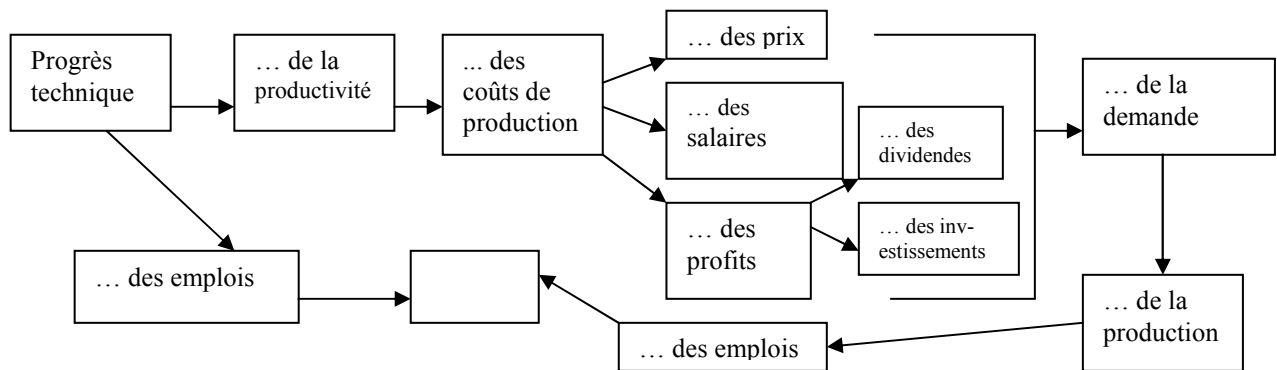 Progrès
technique
… de la
productivité
... des
coûts de
production
… des prix
… des
salaires
… des
profits
… des
dividendes
… des inv-
estissements
… de la
demande
… de la
production
… des emplois
… des emplois